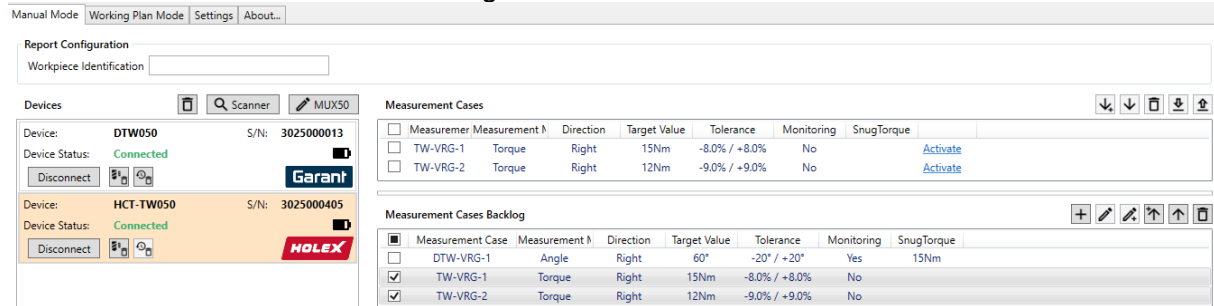 Manual Mode Working Plan Mode Settings About...
Report Configuration
Workpiece Identification
Devices Scanner MUX50
Device: DTW050 S/N: 3025000013
Device Status: Connected
Disconnect Garant
Device: HCT-TW050 S/N: 3025000405
Device Status: Connected
Disconnect HOLEX
Measurement Cases
Measuremer Measurement M Direction Target Value Tolerance Monitoring SnugTorque
TW-VRG-1 Torque Right 15Nm -8.0% / +8.0% No Activate
TW-VRG-2 Torque Right 12Nm -9.0% / +9.0% No Activate
Measurement Cases Backlog
Measurement Case Measurement M Direction Target Value Tolerance Monitoring SnugTorque
DTW-VRG-1 Angle Right 60° -20° / +20° Yes 15Nm
TW-VRG-1 Torque Right 15Nm -8.0% / +8.0% No
TW-VRG-2 Torque Right 12Nm -9.0% / +9.0% No